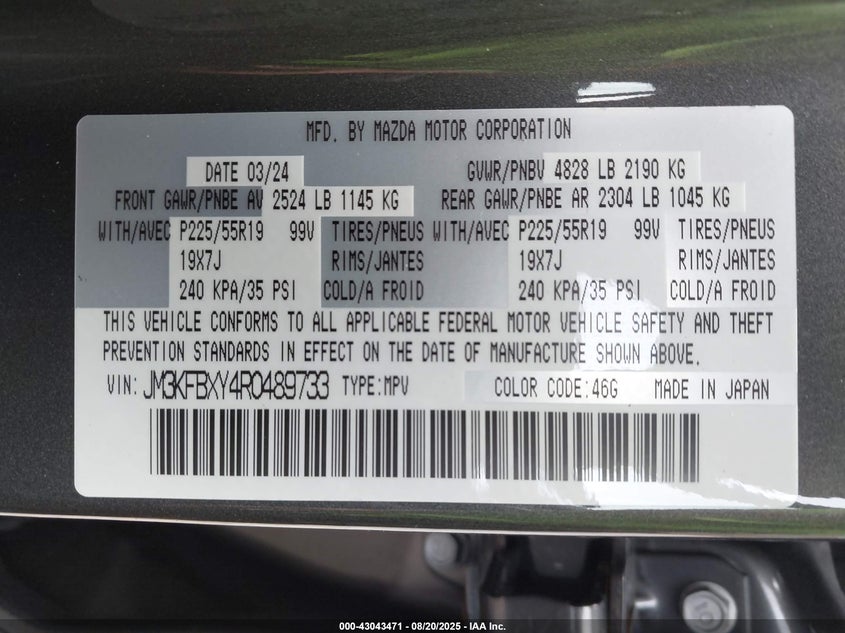 MFD. BY MAZDA MOTOR CORPORATION
DATE 03/24 GVWR/PNBV 4828 LB 2190 KG
FRONT GAWR/PNBE AV 2524 LB 1145 KG REAR GAWR/PNBE AR 2304 LB 1045 KG
WITH/AVEC P225/55R19 99V TIRES/PNEUS WITH/AVEC P225/55R19 99V TIRES/PNEUS
19X7J RIMS/JANTES 19X7J RIMS/JANTES
240 KPA/35 PSI COLD/A FROID 240 KPA/35 PSI COLD/A FROID
THIS VEHICLE CONFORMS TO ALL APPLICABLE FEDERAL MOTOR VEHICLE SAFETY AND THEFT
PREVENTION STANDARDS IN EFFECT ON THE DATE OF MANUFACTURE SHOWN ABOVE.
VIN: JM3KFBXY4R0489733 TYPE:MPV COLOR CODE:46G MADE IN JAPAN
000-43043471 - 08/20/2025 - IAA Inc.